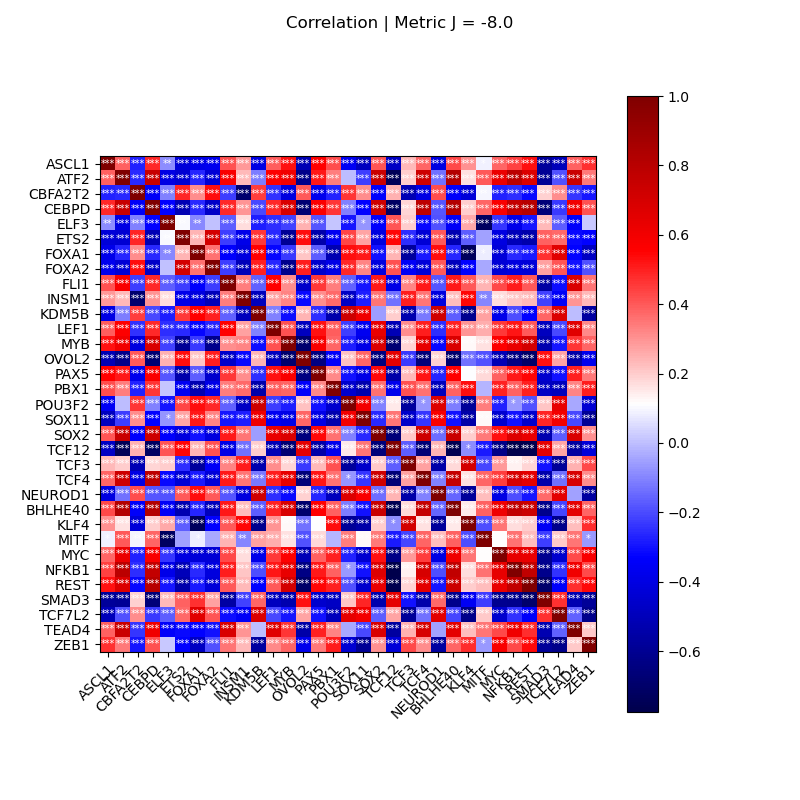 Correlation | Metric J = -8.0
ASCL1
ATF2
CBFA2T2
CEBPD
ELF3
ETS2
FOXA1
FOXA2
FLI1
INSM1
KDM5B
LEF1
MYB
OVOL2
PAX5
PBX1
POU3F2
SOX11
SOX2
TCF12
TCF3
TCF4
NEUROD1
BHLHE40
KLF4
MITF
MYC
NFKB1
REST
SMAD3
TCF7L2
TEAD4
ZEB1
ASCL1
ATF2
CBFA2T2
CEBPD
ELF3
ETS2
FOXA1
FOXA2
FLI1
INSM1
KDM5B
LEF1
MYB
OVOL2
PAX5
PBX1
POU3F2
SOX11
SOX2
TCF12
TCF3
TCF4
NEUROD1
BHLHE40
KLF4
MITF
MYC
NFKB1
REST
SMAD3
TCF7L2
TEAD4
ZEB1
1.0
0.8
0.6
0.4
0.2
0.0
−0.2
−0.4
−0.6